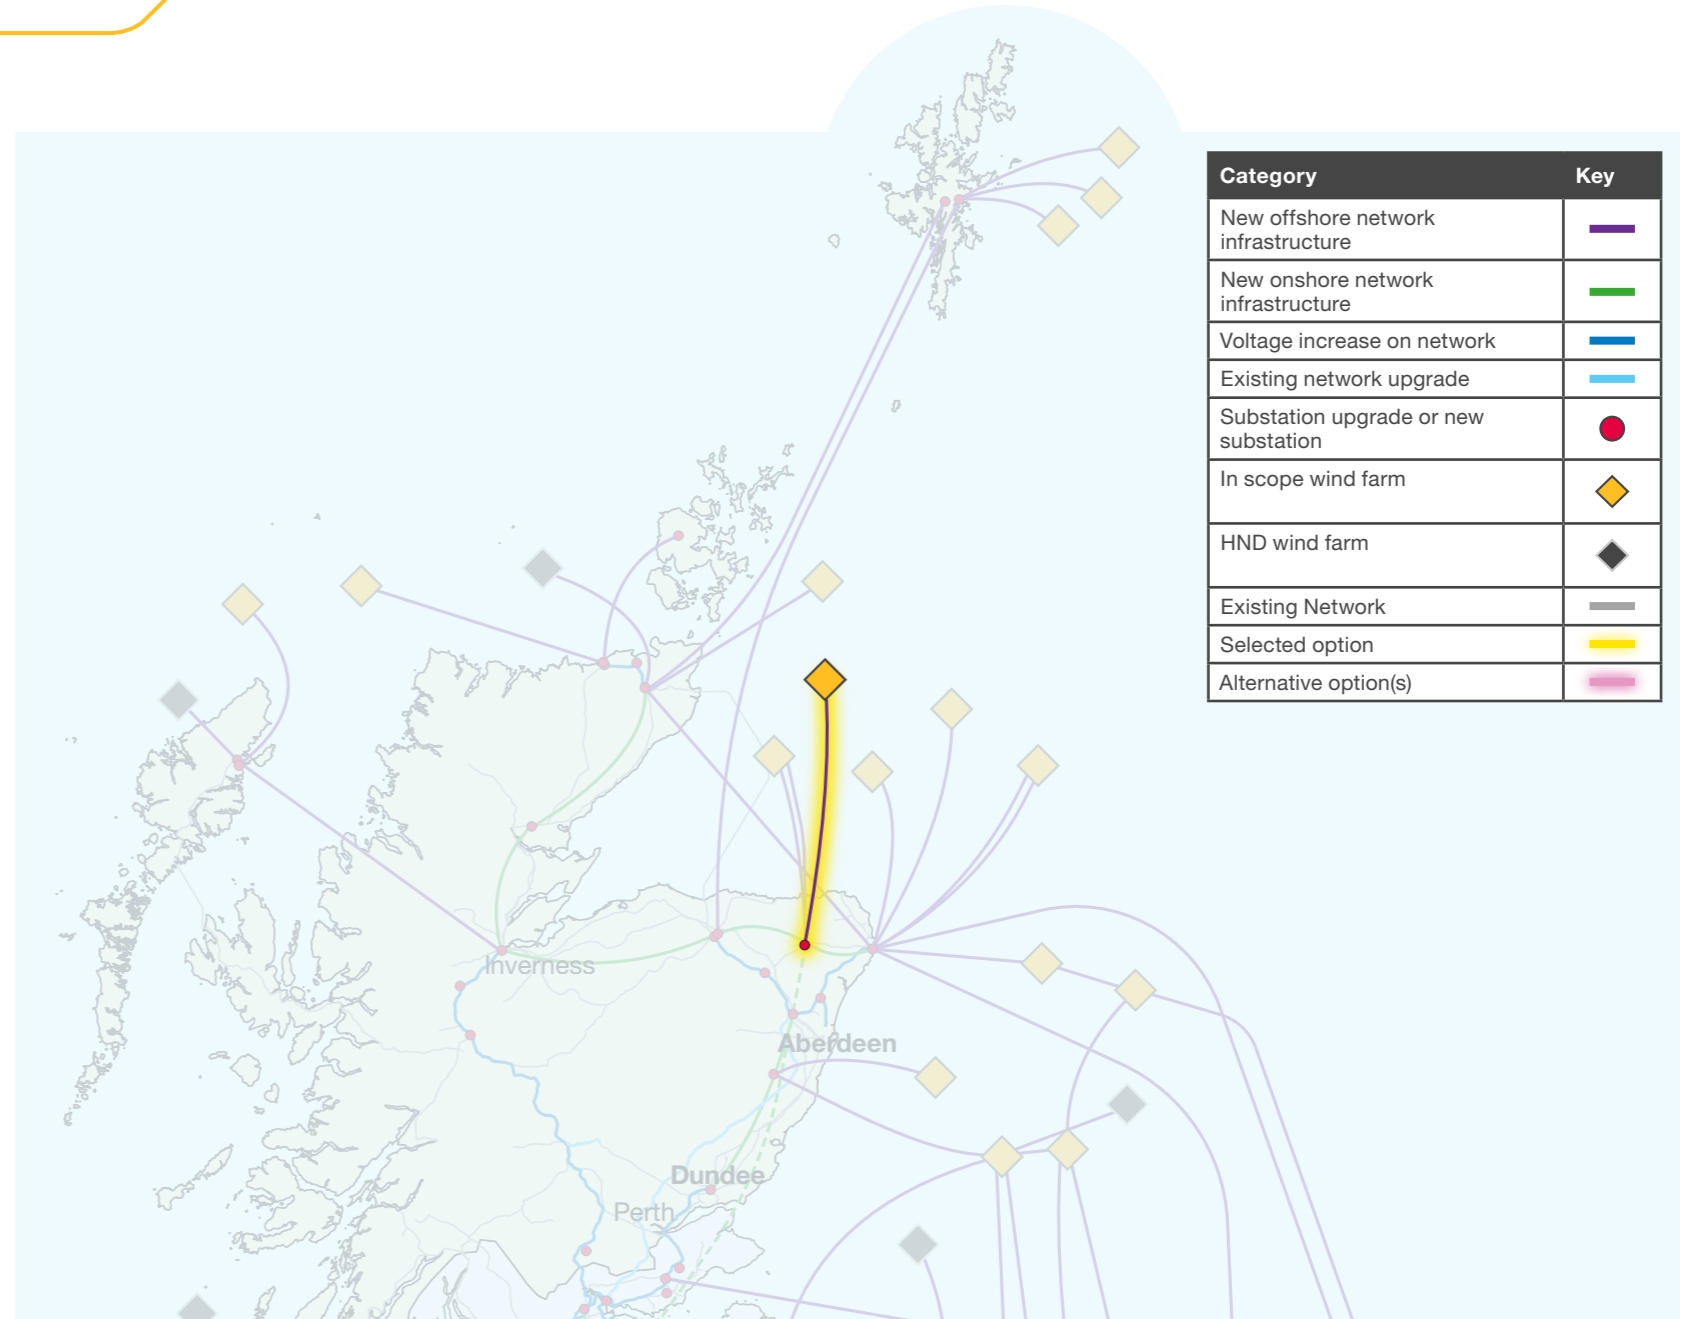 Category Key
New offshore network
infrastructure
New onshore network
infrastructure
Voltage increase on network
Existing network upgrade
Substation upgrade or new
substation
In scope wind farm
HND wind farm
Existing Network
Selected option
Alternative option(s)
Inverness
Aberdeen
Dundee
Perth